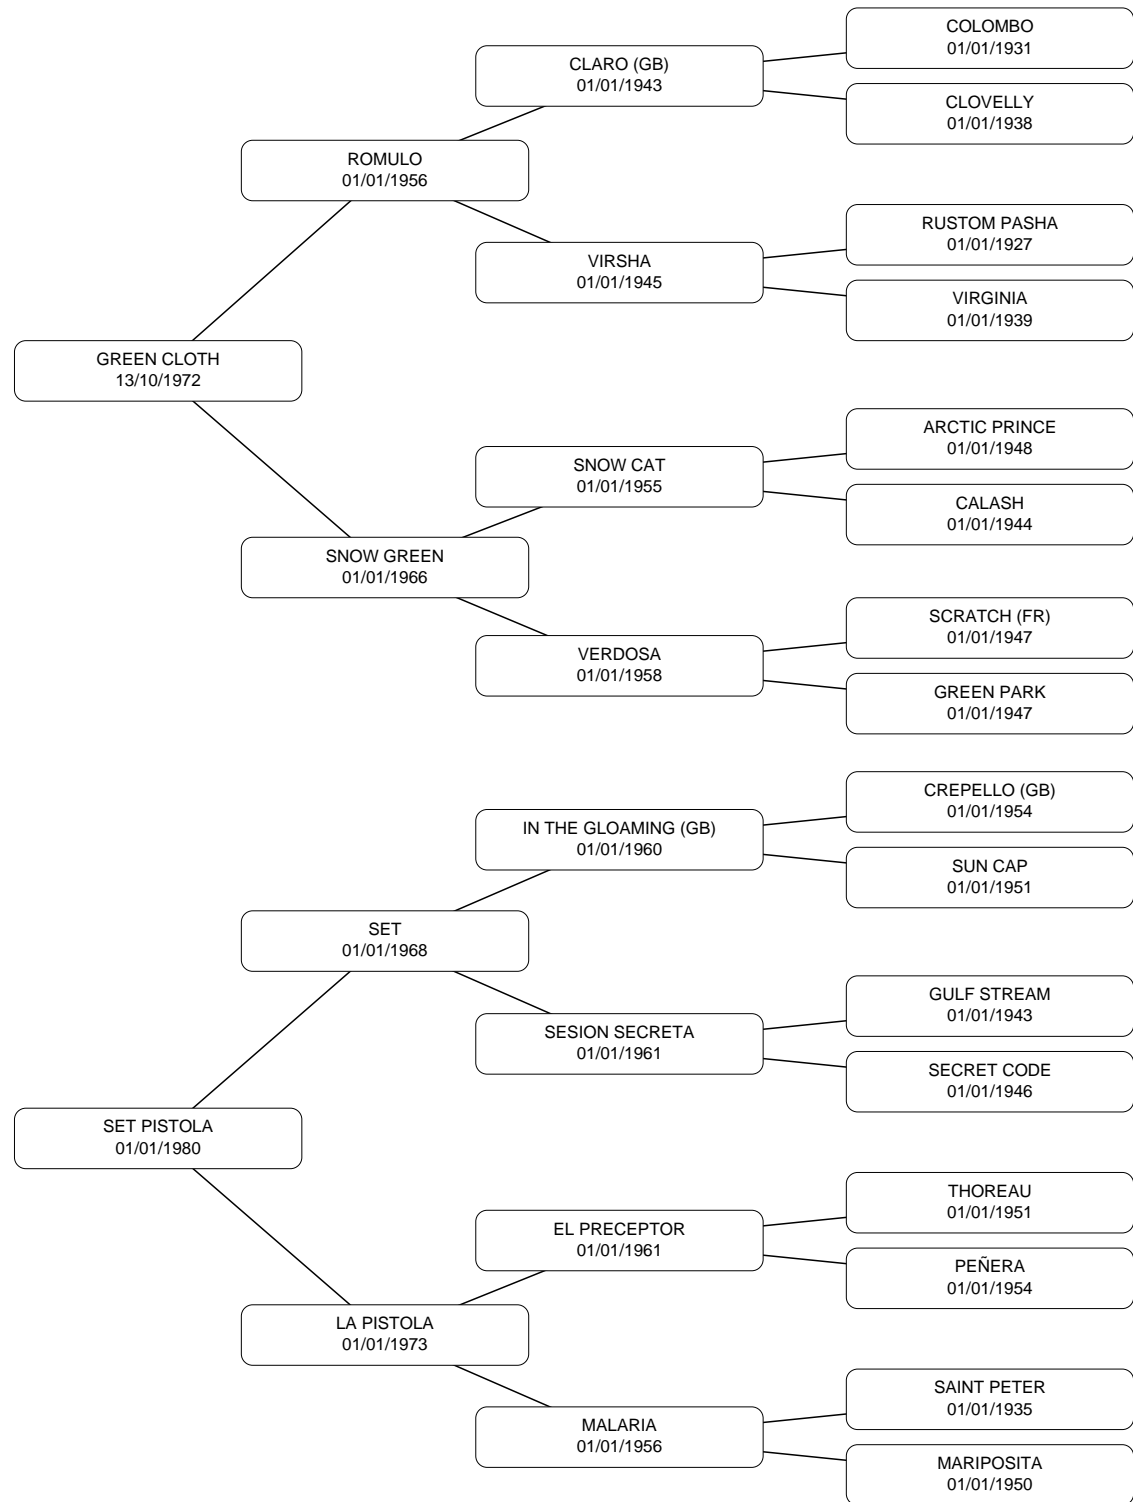 COLOMBO
01/01/1931
CLARO (GB)
01/01/1943
CLOVELLY
01/01/1938
ROMULO
01/01/1956
RUSTOM PASHA
01/01/1927
VIRSHA
01/01/1945
VIRGINIA
01/01/1939
GREEN CLOTH
13/10/1972
ARCTIC PRINCE
01/01/1948
SNOW CAT
01/01/1955
CALASH
01/01/1944
SNOW GREEN
01/01/1966
SCRATCH (FR)
01/01/1947
VERDOSA
01/01/1958
GREEN PARK
01/01/1947
CREPELLO (GB)
01/01/1954
IN THE GLOAMING (GB)
01/01/1960
SUN CAP
01/01/1951
SET
01/01/1968
GULF STREAM
01/01/1943
SESION SECRETA
01/01/1961
SECRET CODE
01/01/1946
SET PISTOLA
01/01/1980
THOREAU
01/01/1951
EL PRECEPTOR
01/01/1961
PEÑERA
01/01/1954
LA PISTOLA
01/01/1973
SAINT PETER
01/01/1935
MALARIA
01/01/1956
MARIPOSITA
01/01/1950